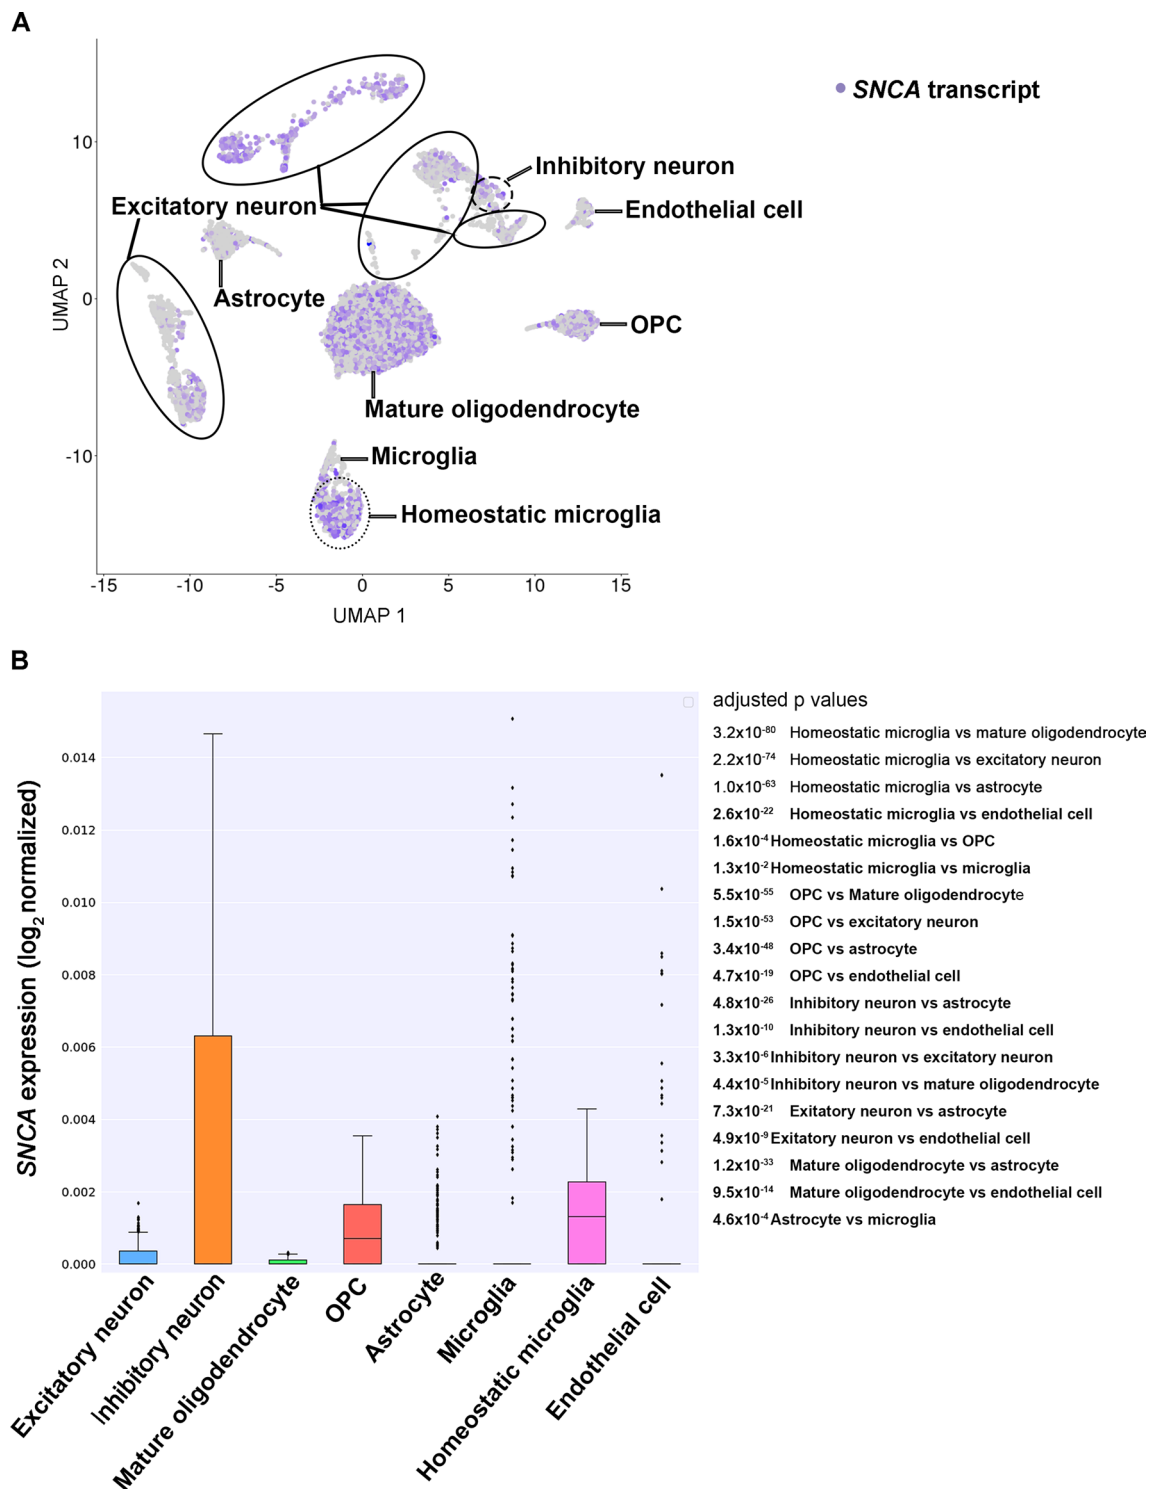 A
SNCA transcript
10
0
-10
UMAP 2
Inhibitory neuron
Endothelial cell
Excitatory neuron
Astrocyte
OPC
Mature oligodendrocyte
Microglia
Homeostatic microglia
-15 -10 -5 0 5 10 15
UMAP 1
B
SNCA expression (log2 normalized)
0.014
0.012
0.010
0.008
0.006
0.004
0.002
0.000
Excitatory neuron
Inhibitory neuron
Mature oligodendrocyte
OPC
Astrocyte
Microglia
Homeostatic microglia
Endothelial cell
adjusted p values
3.2x10-80 Homeostatic microglia vs mature oligodendrocyte
2.2x10-74 Homeostatic microglia vs excitatory neuron
1.0x10-63 Homeostatic microglia vs astrocyte
2.6x10-22 Homeostatic microglia vs endothelial cell
1.6x10-4 Homeostatic microglia vs OPC
1.3x10-2 Homeostatic microglia vs microglia
5.5x10-55 OPC vs Mature oligodendrocyte
1.5x10-53 OPC vs excitatory neuron
3.4x10-48 OPC vs astrocyte
4.7x10-19 OPC vs endothelial cell
4.8x10-26 Inhibitory neuron vs astrocyte
1.3x10-10 Inhibitory neuron vs endothelial cell
3.3x10-6 Inhibitory neuron vs excitatory neuron
4.4x10-5 Inhibitory neuron vs mature oligodendrocyte
7.3x10-21 Exitatory neuron vs astrocyte
4.9x10-9 Exitatory neuron vs endothelial cell
1.2x10-33 Mature oligodendrocyte vs astrocyte
9.5x10-14 Mature oligodendrocyte vs endothelial cell
4.6x10-4 Astrocyte vs microglia